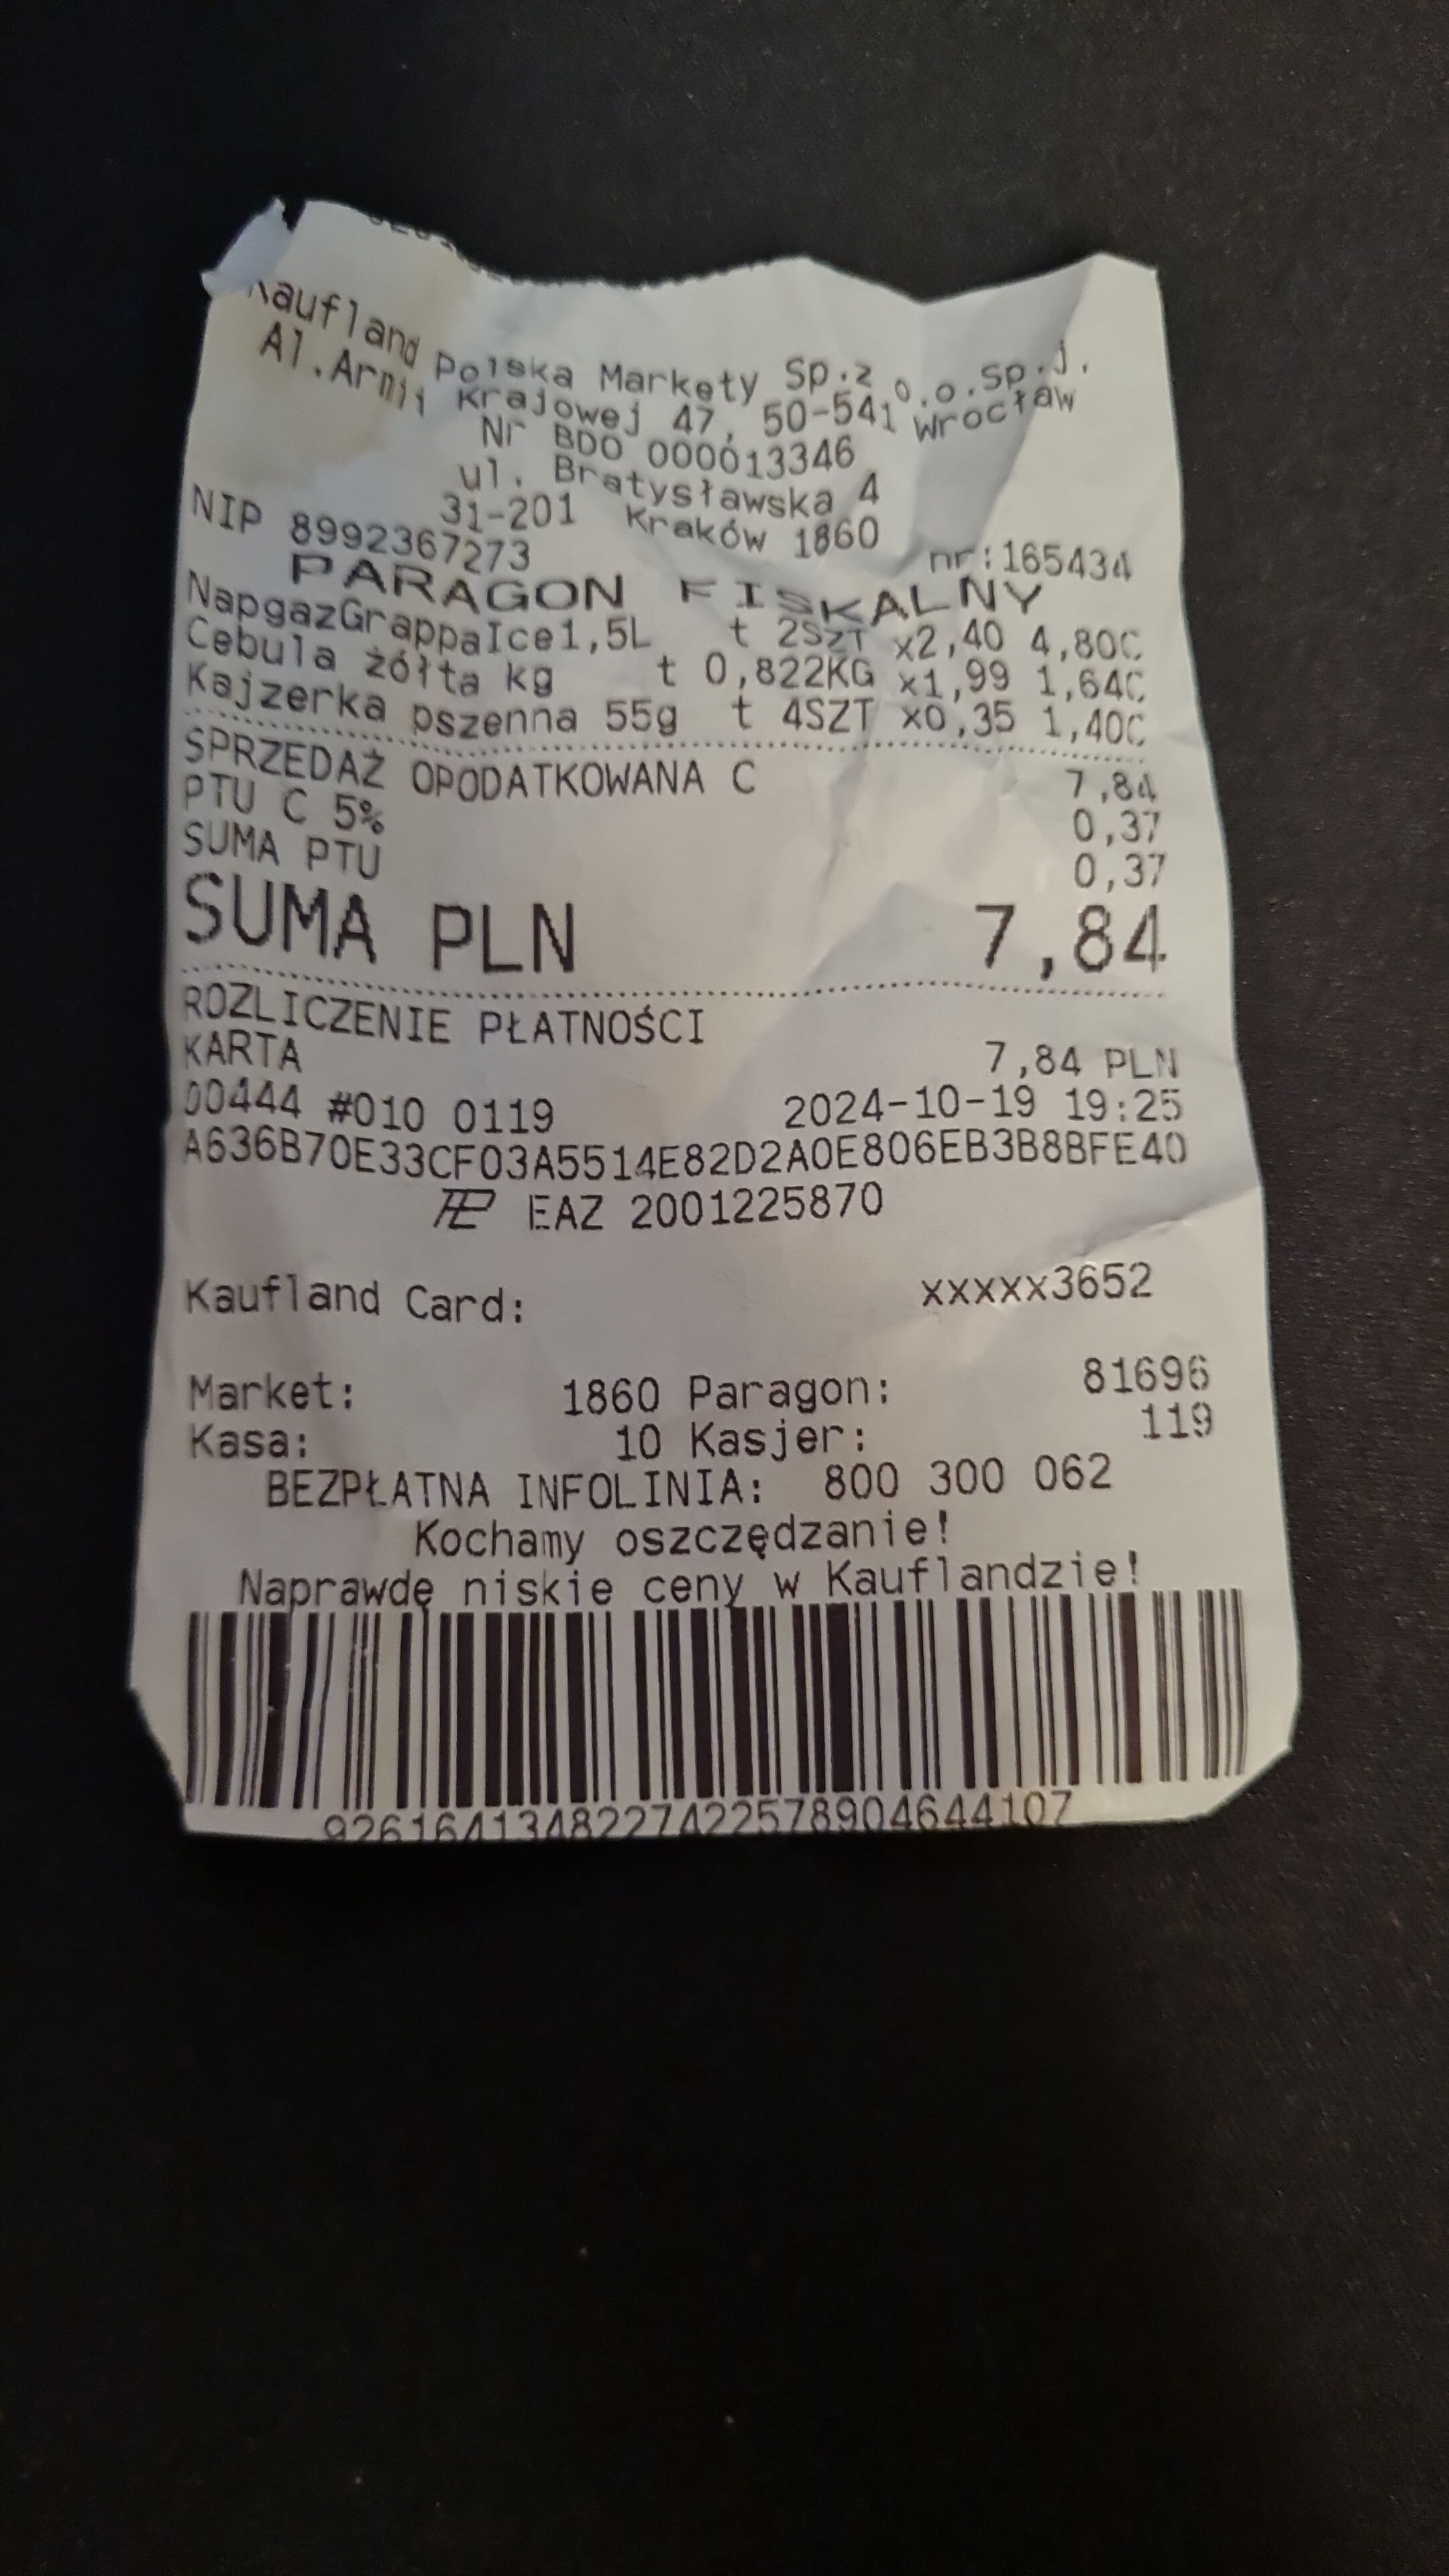 Kaufland Polska Markety Sp.z o.o.Sp.j.
Al.Armii Krajowej 47, 50-541 Wrocław
Nr BDO 000013346
ul. Bratysławska 4
31-201 Kraków 1860
NIP 8992367273 nr:165434
PARAGON FISKALNY
NapgazGrappaIce1,5L t 2SZT x2,40 4,80C
Cebula żółta kg t 0,822KG x1,99 1,64C
Kajzerka pszenna 55g t 4SZT x0,35 1,40C
SPRZEDAŻ OPODATKOWANA C 7,84
PTU C 5% 0,37
SUMA PTU 0,37
SUMA PLN 7,84
ROZLICZENIE PŁATNOŚCI
KARTA 7,84 PLN
00444 #010 0119 2024-10-19 19:25
A636B70E33CF03A5514E82D2A0E806EB3B8BFE40
EAZ 2001225870
Kaufland Card: xxxxx3652
Market: 1860 Paragon: 81696
Kasa: 10 Kasjer: 119
BEZPŁATNA INFOLINIA: 800 300 062
Kochamy oszczędzanie!
Naprawdę niskie ceny w Kauflandzie!
9261641348227422578904644107